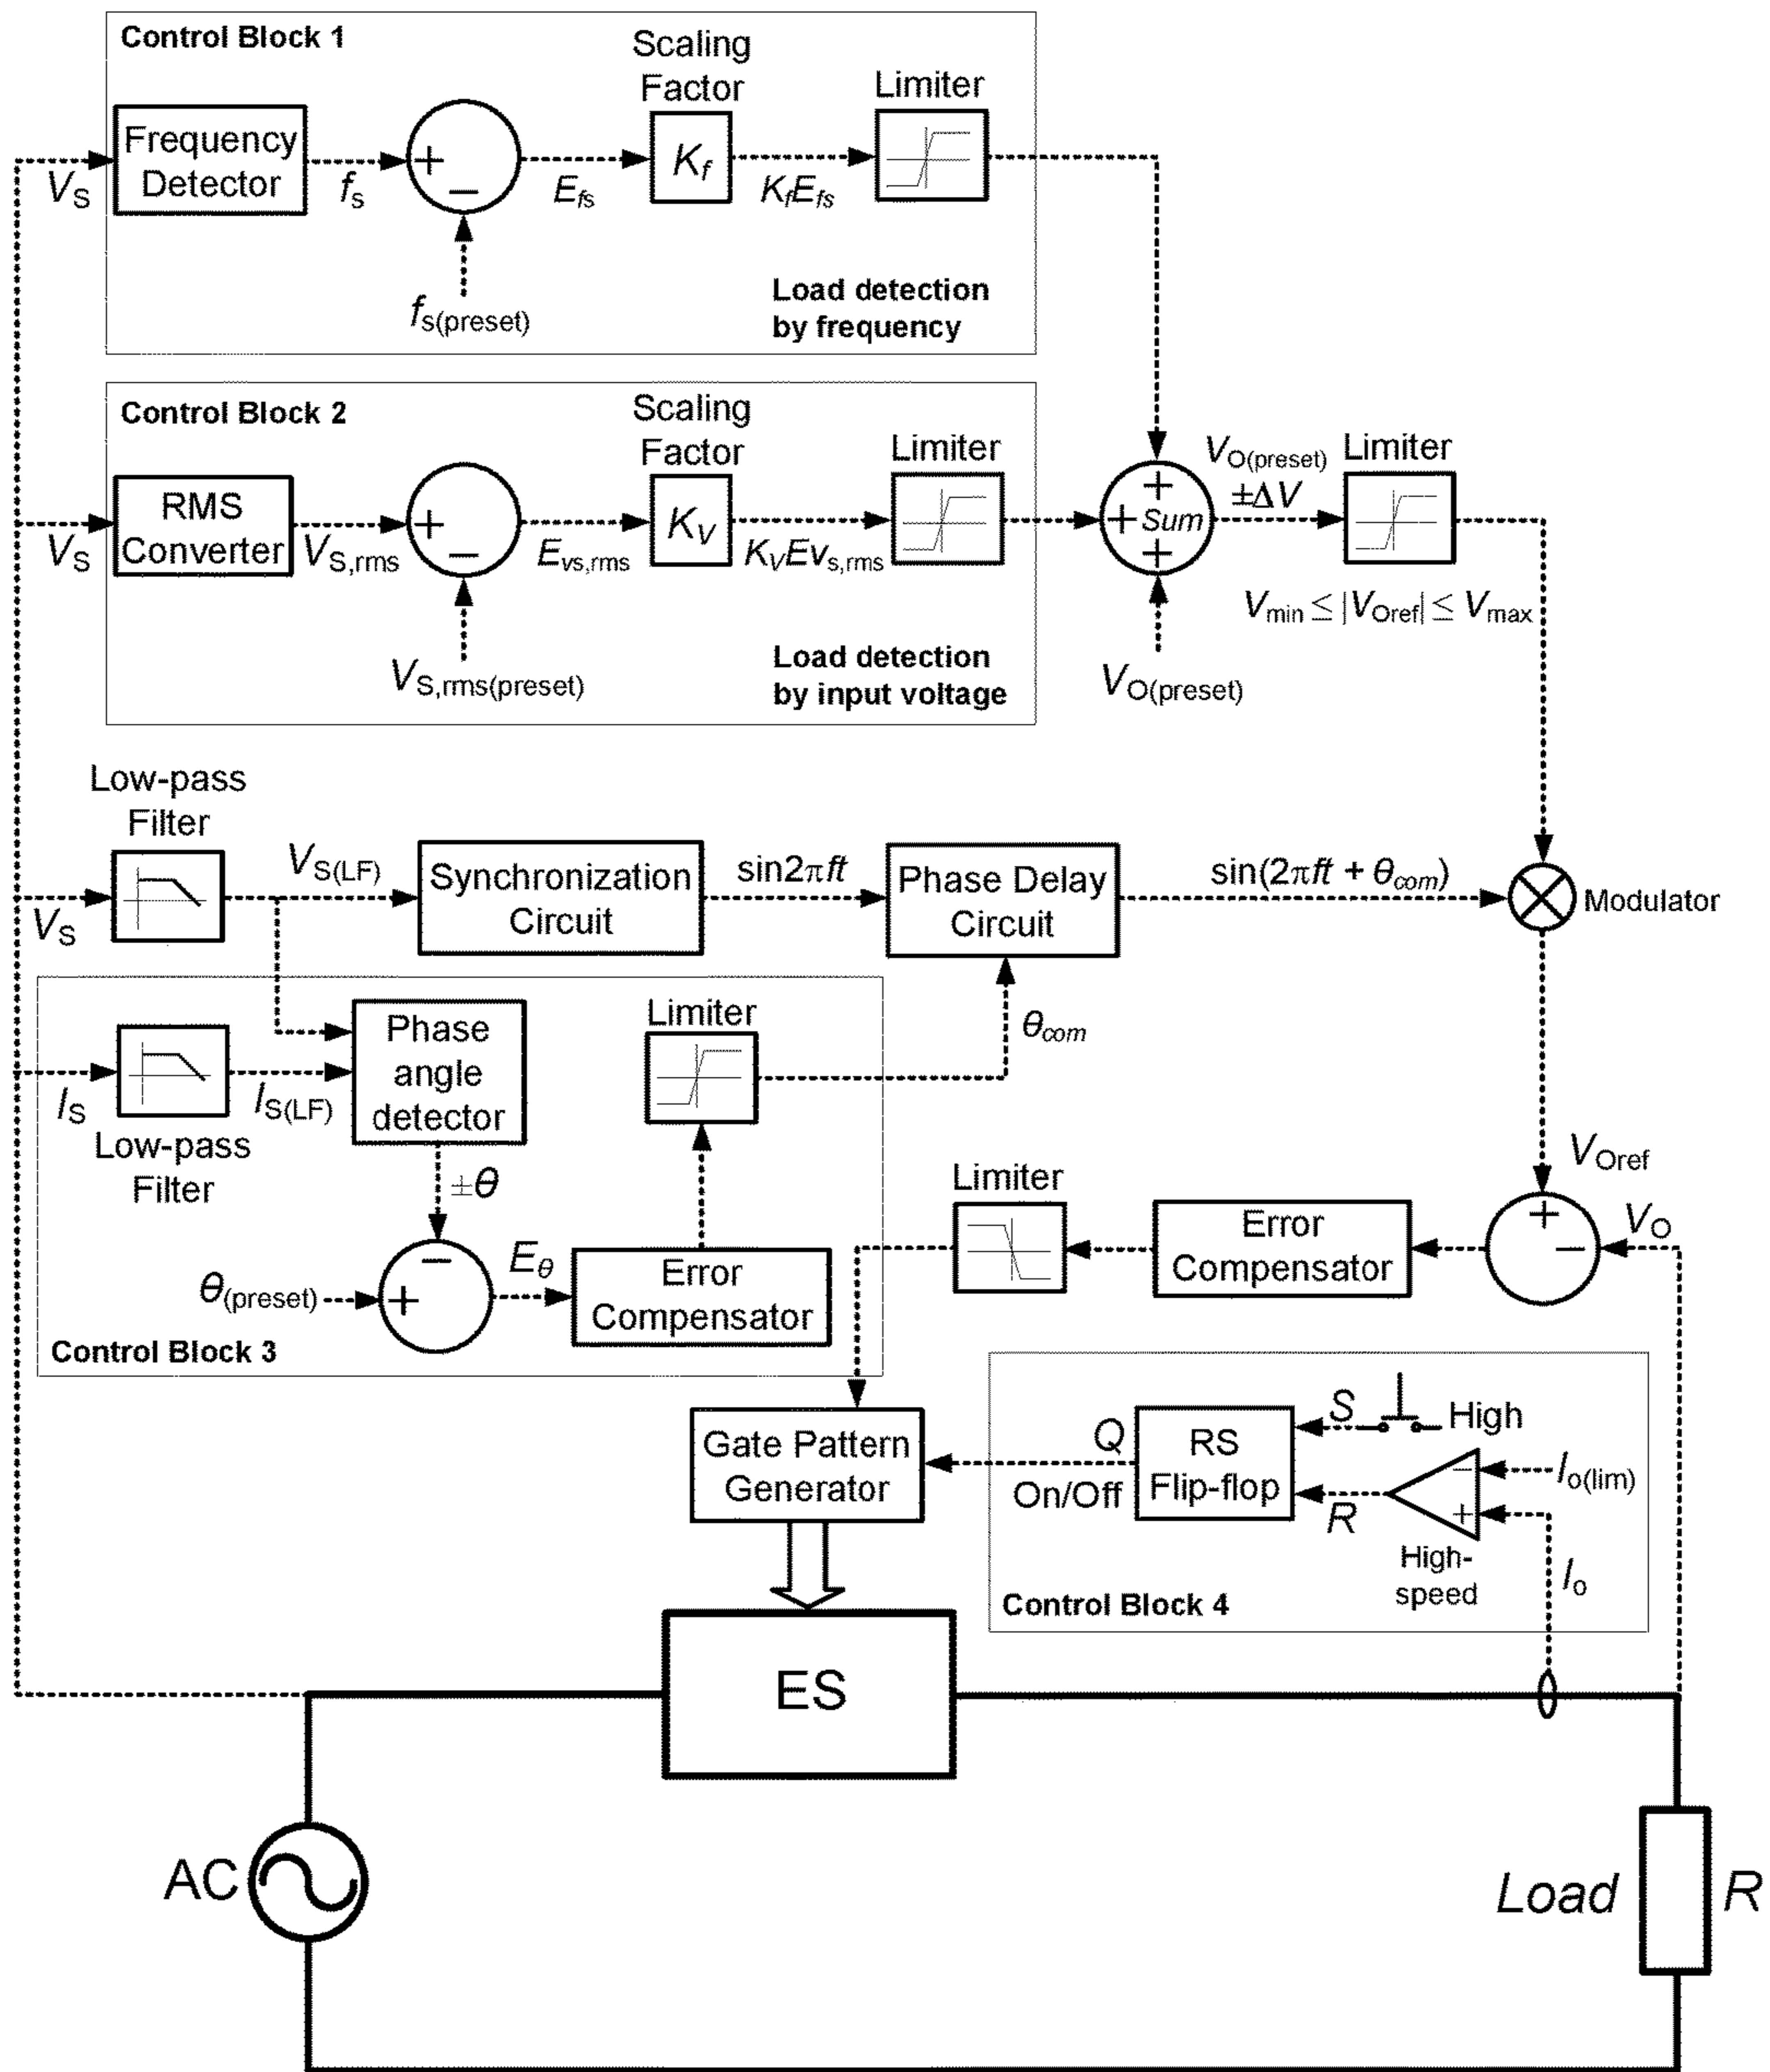 Control Block 1
Scaling
Factor
Limiter
Frequency
Detector
+
−
K_f
V_S
f_s
E_fs
K_fE_fs
f_s(preset)
Load detection
by frequency
Control Block 2
Scaling
Factor
Limiter
RMS
Converter
+
−
K_V
V_S
V_S,rms
E_vs,rms
K_VEv_s,rms
V_S,rms(preset)
Load detection
by input voltage
+
+ Sum
+
V_O(preset)
±ΔV
Limiter
V_min ≤ |V_Oref| ≤ V_max
V_O(preset)
Low-pass
Filter
V_S
V_S(LF)
Synchronization
Circuit
sin2πft
Phase Delay
Circuit
sin(2πft + θ_com)
Modulator
Phase
angle
detector
Limiter
θ_com
I_S
I_S(LF)
Low-pass
Filter
±θ
−
+
θ_(preset)
E_θ
Error
Compensator
Control Block 3
V_Oref
Limiter
Error
Compensator
+
−
V_O
Gate Pattern
Generator
Q
On/Off
RS
Flip-flop
S
High
R
−
+
I_o(lim)
High-
speed
I_o
Control Block 4
ES
AC
Load
R